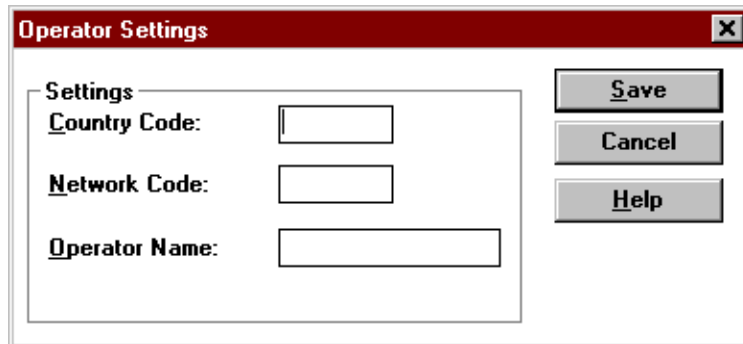 Operator Settings
Settings
Country Code:
Network Code:
Operator Name:
Save
Cancel
Help